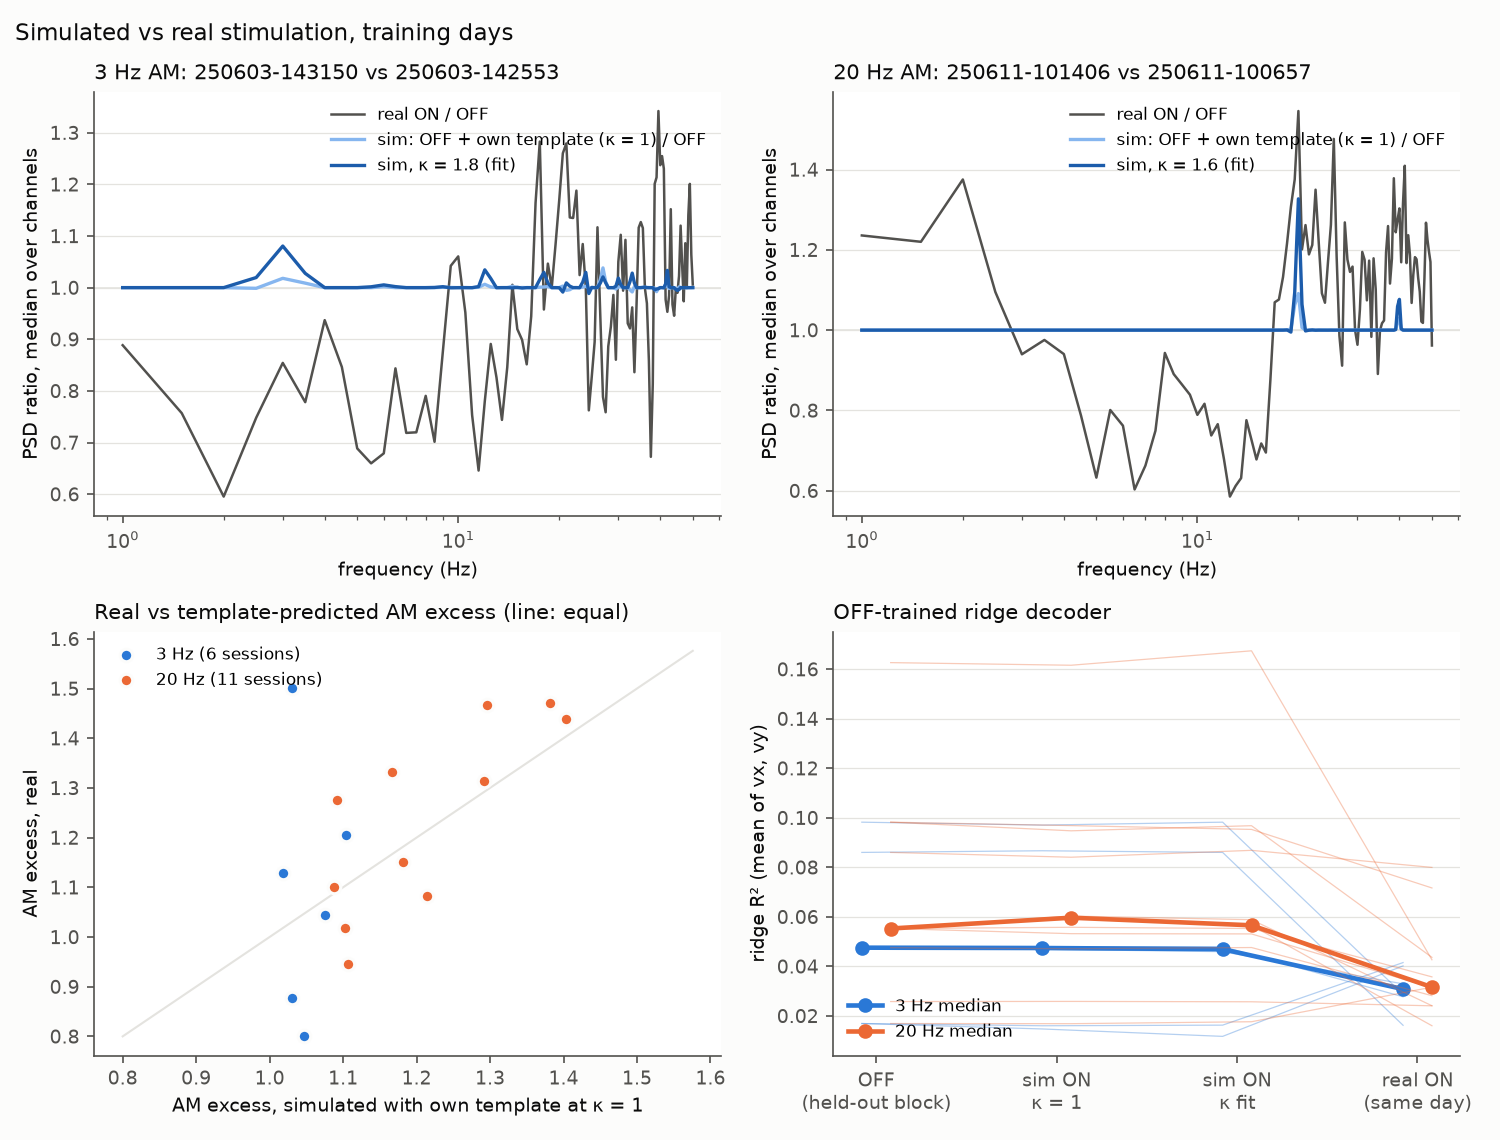 Simulated vs real stimulation, training days
3 Hz AM: 250603-143150 vs 250603-142553
real ON / OFF
sim: OFF + own template (κ = 1) / OFF
sim, κ = 1.8 (fit)
PSD ratio, median over channels
1.3
1.2
1.1
1.0
0.9
0.8
0.7
0.6
10⁰
10¹
frequency (Hz)
20 Hz AM: 250611-101406 vs 250611-100657
real ON / OFF
sim: OFF + own template (κ = 1) / OFF
sim, κ = 1.6 (fit)
PSD ratio, median over channels
1.4
1.2
1.0
0.8
0.6
10⁰
10¹
frequency (Hz)
Real vs template-predicted AM excess (line: equal)
3 Hz (6 sessions)
20 Hz (11 sessions)
AM excess, real
1.6
1.5
1.4
1.3
1.2
1.1
1.0
0.9
0.8
0.8 0.9 1.0 1.1 1.2 1.3 1.4 1.5 1.6
AM excess, simulated with own template at κ = 1
OFF-trained ridge decoder
ridge R² (mean of vx, vy)
0.16
0.14
0.12
0.10
0.08
0.06
0.04
0.02
3 Hz median
20 Hz median
OFF
(held-out block)
sim ON
κ = 1
sim ON
κ fit
real ON
(same day)